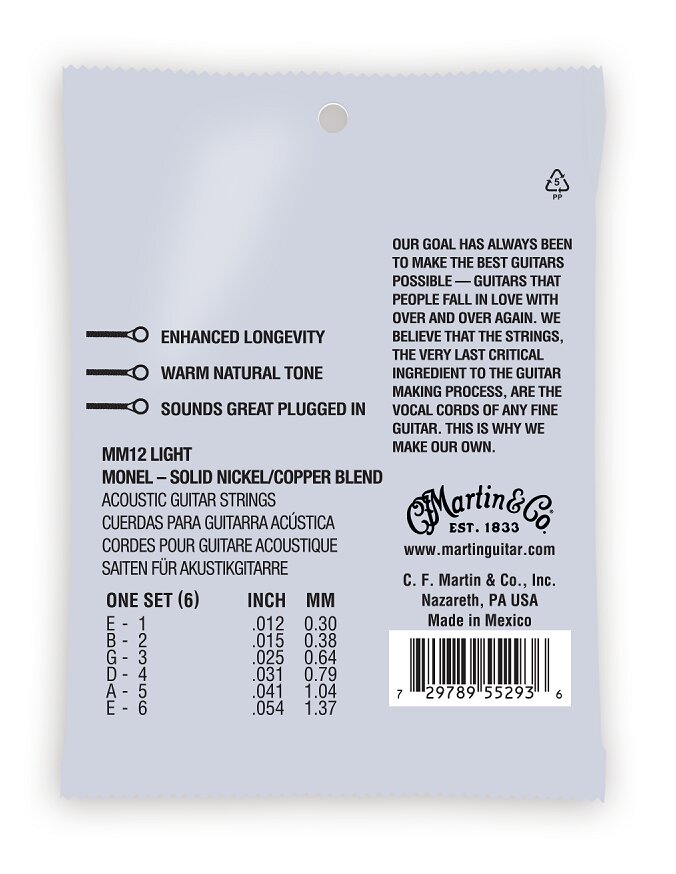 5
PP
OUR GOAL HAS ALWAYS BEEN
TO MAKE THE BEST GUITARS
POSSIBLE — GUITARS THAT
PEOPLE FALL IN LOVE WITH
OVER AND OVER AGAIN. WE
BELIEVE THAT THE STRINGS,
THE VERY LAST CRITICAL
INGREDIENT TO THE GUITAR
MAKING PROCESS, ARE THE
VOCAL CORDS OF ANY FINE
GUITAR. THIS IS WHY WE
MAKE OUR OWN.
ENHANCED LONGEVITY
WARM NATURAL TONE
SOUNDS GREAT PLUGGED IN
MM12 LIGHT
MONEL – SOLID NICKEL/COPPER BLEND
ACOUSTIC GUITAR STRINGS
CUERDAS PARA GUITARRA ACÚSTICA
CORDES POUR GUITARE ACOUSTIQUE
SAITEN FÜR AKUSTIKGITARRE
ONE SET (6) INCH MM
E - 1 .012 0.30
B - 2 .015 0.38
G - 3 .025 0.64
D - 4 .031 0.79
A - 5 .041 1.04
E - 6 .054 1.37
CF Martin & Co.
EST. 1833
www.martinguitar.com
C. F. Martin & Co., Inc.
Nazareth, PA USA
Made in Mexico
7 29789 55293 6